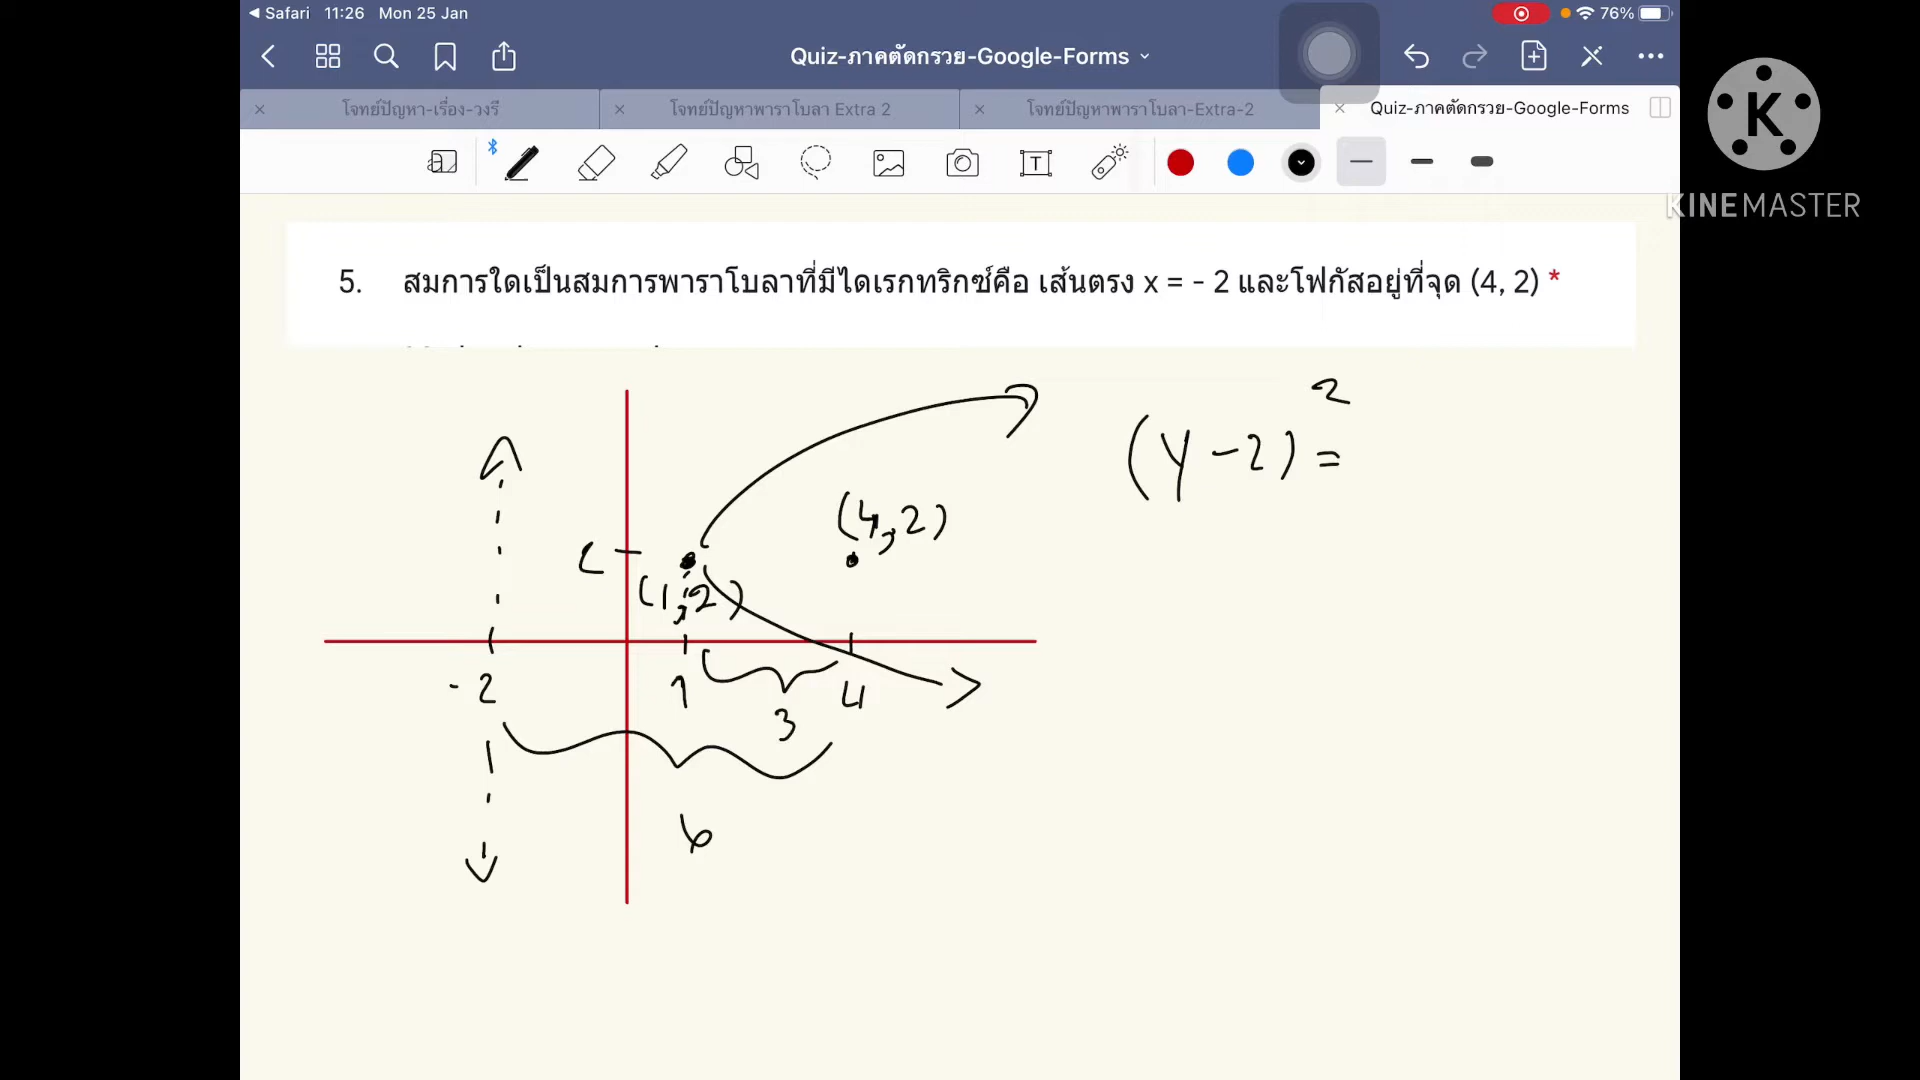 Safari 11:26 Mon 25 Jan 76%
Quiz-ภาคตัดกรวย-Google-Forms
โจทย์ปัญหา-เรื่อง-วงรี โจทย์ปัญหาพาราโบลา Extra 2 โจทย์ปัญหาพาราโบลา-Extra-2 Quiz-ภาคตัดกรวย-Google-Forms
K
KINEMASTER
5. สมการใดเป็นสมการพาราโบลาที่มีไดเรกทริกซ์คือ เส้นตรง x = - 2 และโฟกัสอยู่ที่จุด (4, 2) *
(y-2)² =
(4,2)
2
(1,2)
-2 1 4
3
6